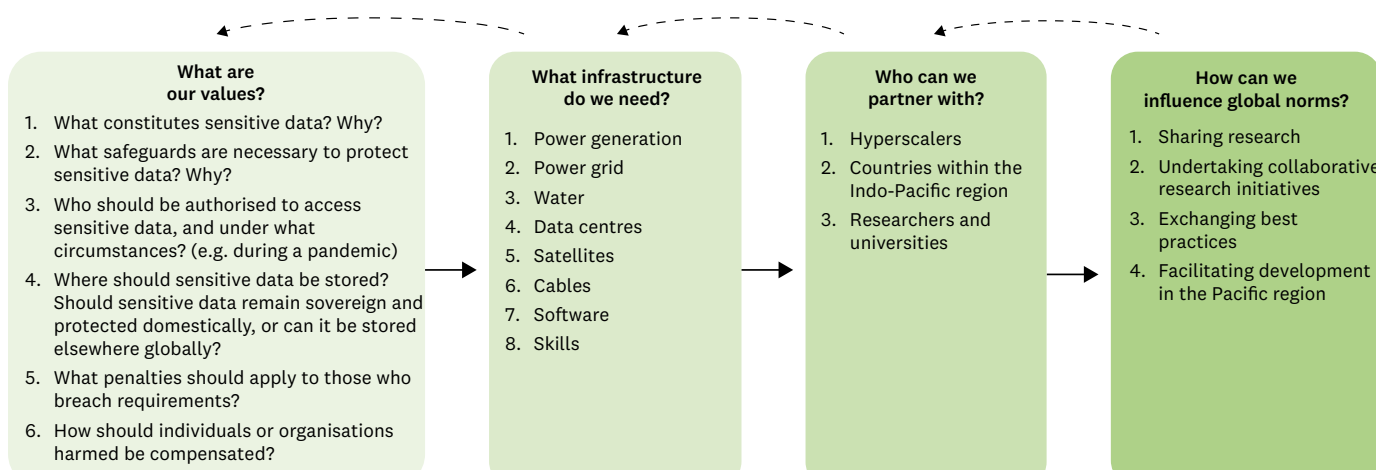 What are
our values?
1. What constitutes sensitive data? Why?
2. What safeguards are necessary to protect
sensitive data? Why?
3. Who should be authorised to access
sensitive data, and under what
circumstances? (e.g. during a pandemic)
4. Where should sensitive data be stored?
Should sensitive data remain sovereign and
protected domestically, or can it be stored
elsewhere globally?
5. What penalties should apply to those who
breach requirements?
6. How should individuals or organisations
harmed be compensated?
What infrastructure
do we need?
1. Power generation
2. Power grid
3. Water
4. Data centres
5. Satellites
6. Cables
7. Software
8. Skills
Who can we
partner with?
1. Hyperscalers
2. Countries within the
Indo-Pacific region
3. Researchers and
universities
How can we
influence global norms?
1. Sharing research
2. Undertaking collaborative
research initiatives
3. Exchanging best
practices
4. Facilitating development
in the Pacific region